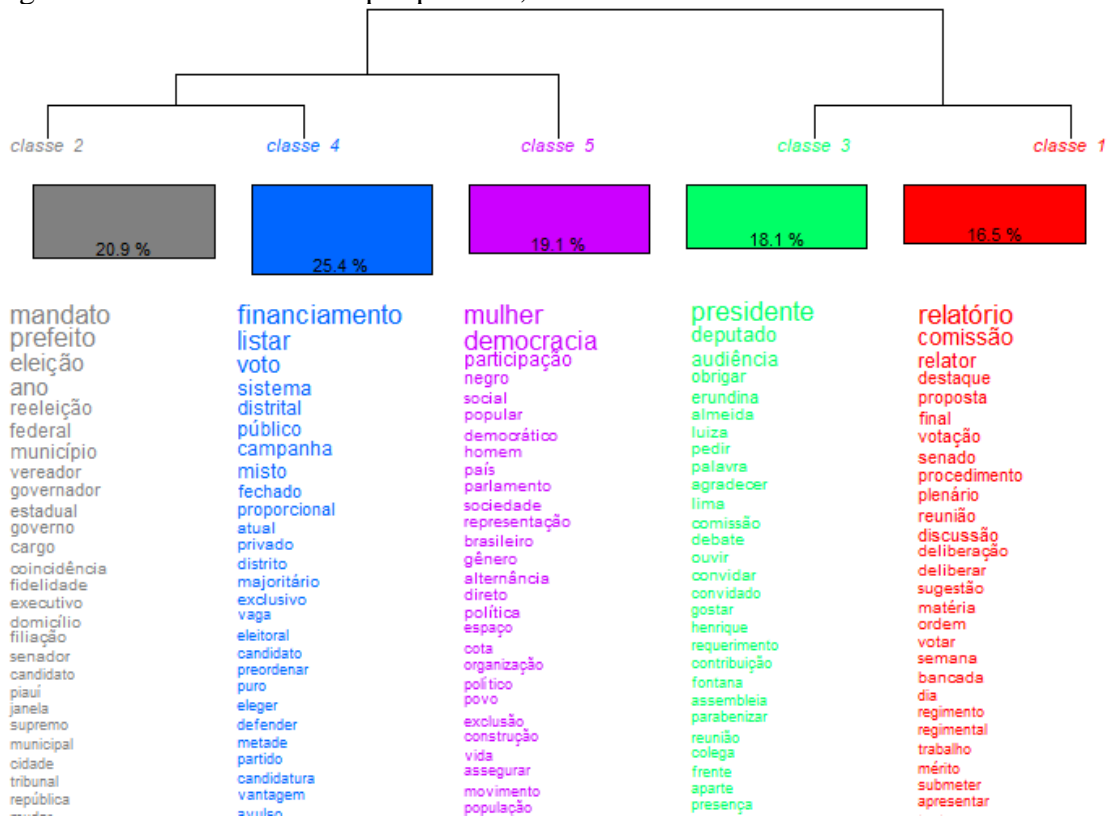 classe 2
classe 4
classe 5
classe 3
classe 1
20.9 %
25.4 %
19.1 %
18.1 %
16.5 %
mandato
prefeito
eleição
ano
reeleição
federal
município
vereador
governador
estadual
governo
cargo
coincidência
fidelidade
executivo
domicílio
filiação
senador
candidato
piauí
janela
supremo
municipal
cidade
tribunal
república
financiamento
listar
voto
sistema
distrital
público
campanha
misto
fechado
proporcional
atual
privado
distrito
majoritário
exclusivo
vaga
eleitoral
candidato
preordenar
puro
eleger
defender
metade
partido
candidatura
vantagem
avulso
mulher
democracia
participação
negro
social
popular
democrático
homem
país
parlamento
sociedade
representação
brasileiro
gênero
alternância
direto
política
espaço
cota
organização
político
povo
exclusão
construção
vida
assegurar
movimento
população
presidente
deputado
audiência
obrigar
erundina
almeida
luiza
pedir
palavra
agradecer
lima
comissão
debate
ouvir
convidar
convidado
gostar
henrique
requerimento
contribuição
fontana
assembleia
parabenizar
reunião
colega
frente
aparte
presença
relatório
comissão
relator
destaque
proposta
final
votação
senado
procedimento
plenário
reunião
discussão
deliberação
deliberar
sugestão
matéria
ordem
votar
semana
bancada
dia
regimento
regimental
trabalho
mérito
submeter
apresentar